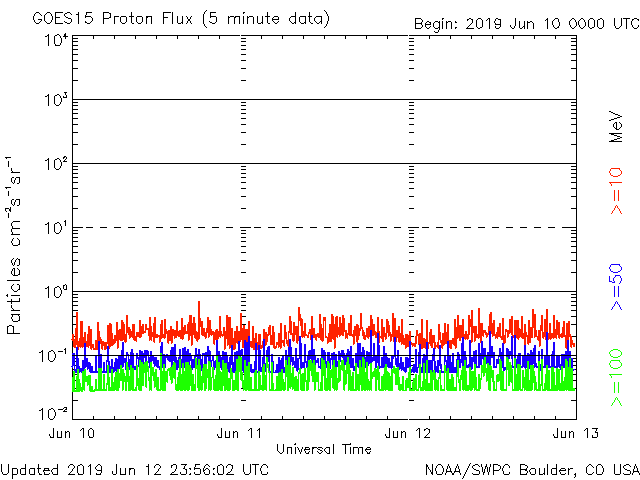 GOES15 Proton Flux (5 minute data)
Begin: 2019 Jun 10 0000 UTC
Particles cm⁻²s⁻¹sr⁻¹
10⁴
10³
10²
10¹
10⁰
10⁻¹
10⁻²
Jun 10
Jun 11
Jun 12
Jun 13
Universal Time
MeV
>=10
>=50
>=100
Updated 2019 Jun 12 23:56:02 UTC
NOAA/SWPC Boulder, CO USA